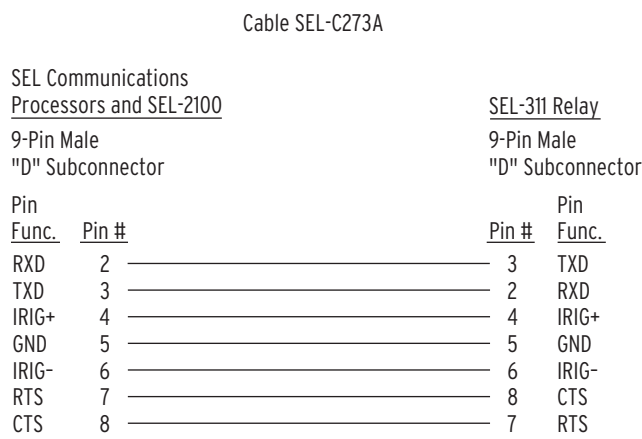 Cable SEL-C273A
SEL Communications
Processors and SEL-2100
SEL-311 Relay
9-Pin Male
"D" Subconnector
9-Pin Male
"D" Subconnector
Pin
Func. Pin #
Pin
Pin # Func.
RXD 2 3 TXD
TXD 3 2 RXD
IRIG+ 4 4 IRIG+
GND 5 5 GND
IRIG– 6 6 IRIG–
RTS 7 8 CTS
CTS 8 7 RTS